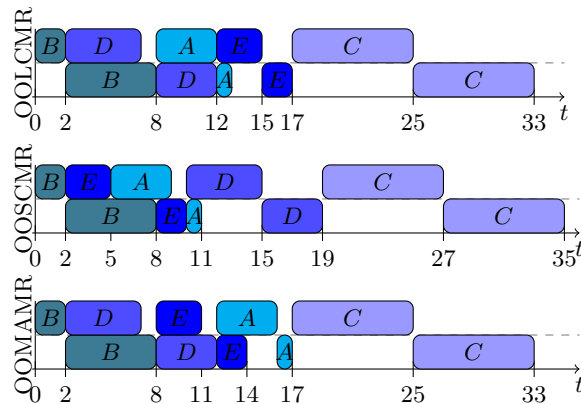 OOLCMR
B D A E C
B D A E C
0 2 8 12 15 17 25 33 t
OOSCMR
B E A D C
B E A D C
0 2 5 8 11 15 19 27 35 t
OOMAMR
B D E A C
B D E A C
0 2 8 11 14 17 25 33 t